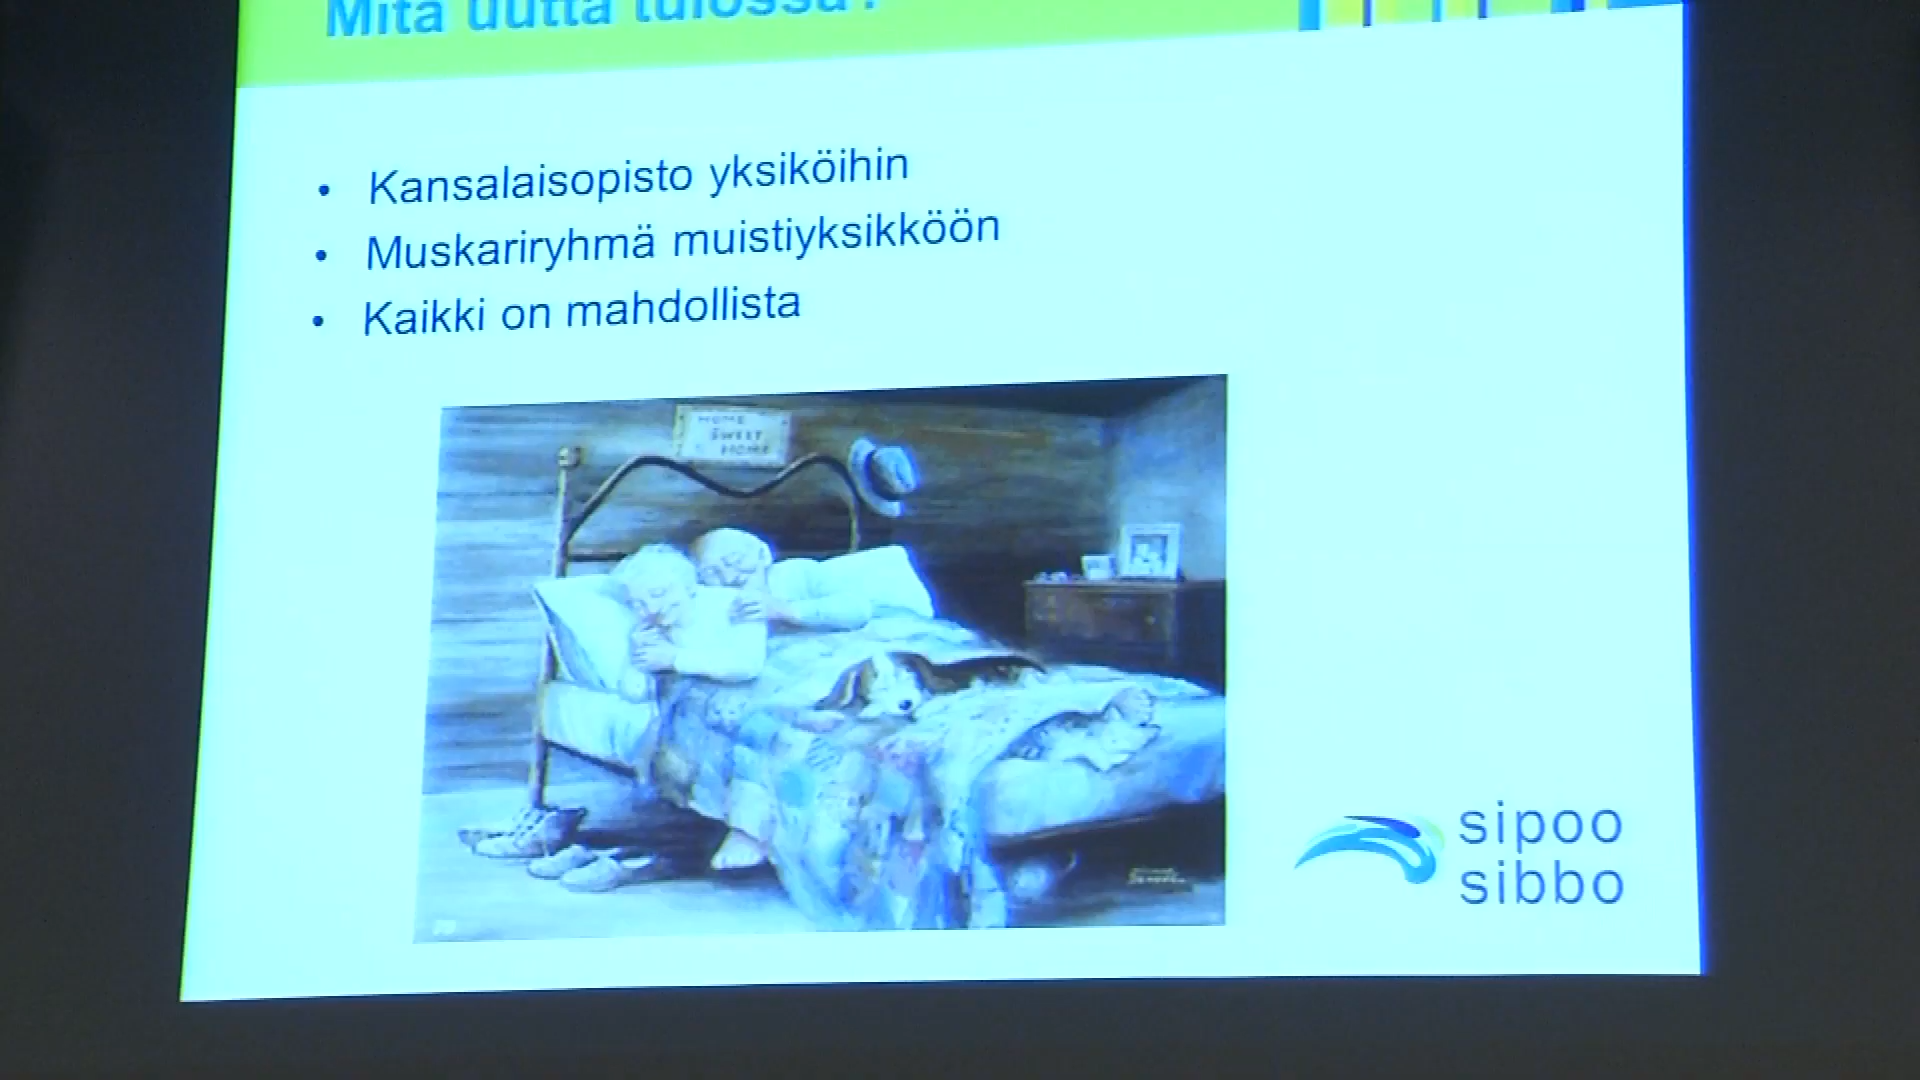 Mitä uutta tulossa?
Kansalaisopisto yksiköihin
Muskariryhmä muistiyksikköön
Kaikki on mahdollista
HOME
SWEET
HOME
sipoo
sibbo